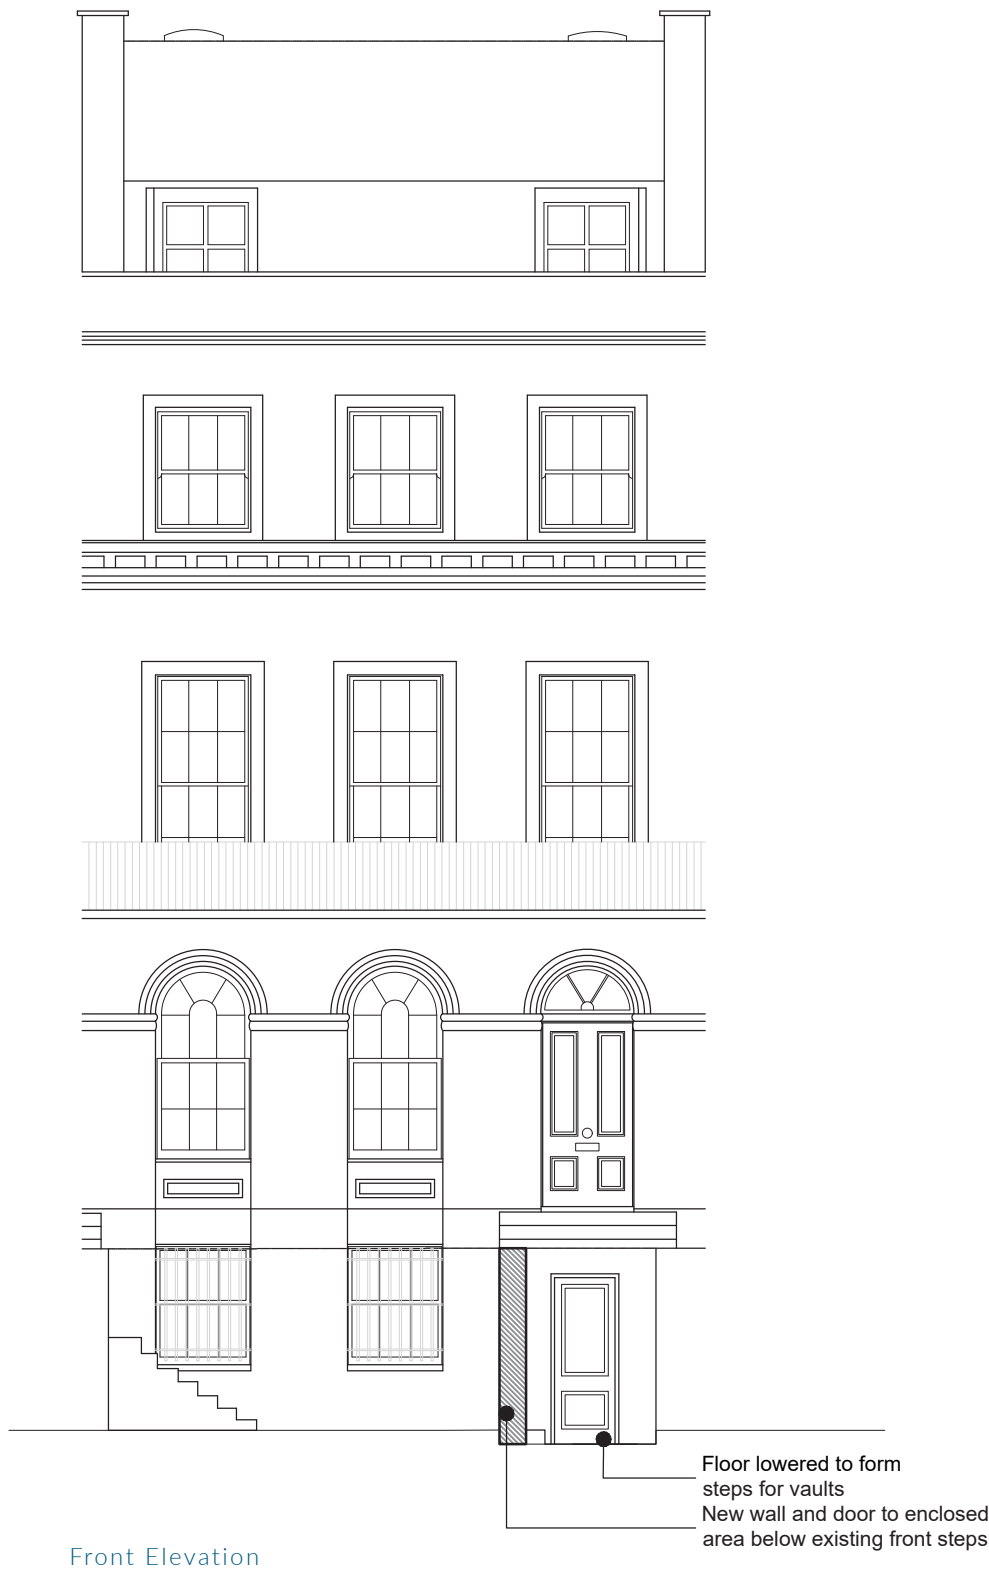 Floor lowered to form
steps for vaults
New wall and door to enclosed
area below existing front steps
Front Elevation